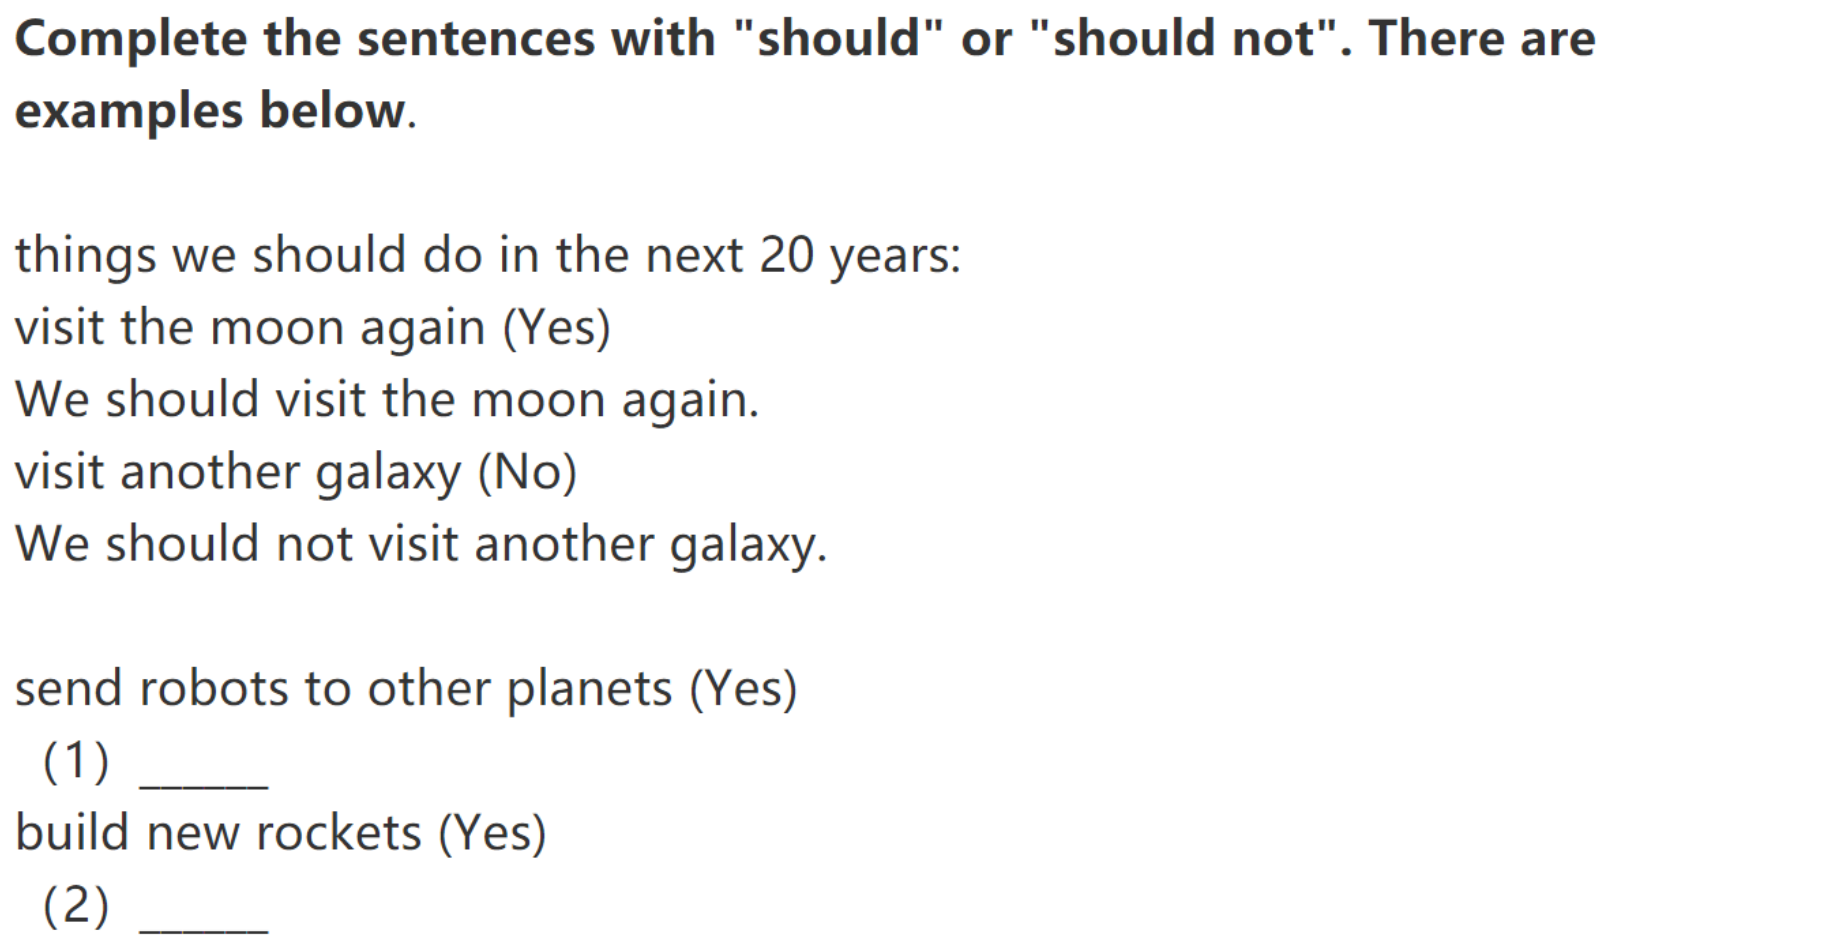 Complete the sentences with "should" or "should not". There are
examples below.
things we should do in the next 20 years:
visit the moon again (Yes)
We should visit the moon again.
visit another galaxy (No)
We should not visit another galaxy.
send robots to other planets (Yes)
(1) ______
build new rockets (Yes)
(2) ______